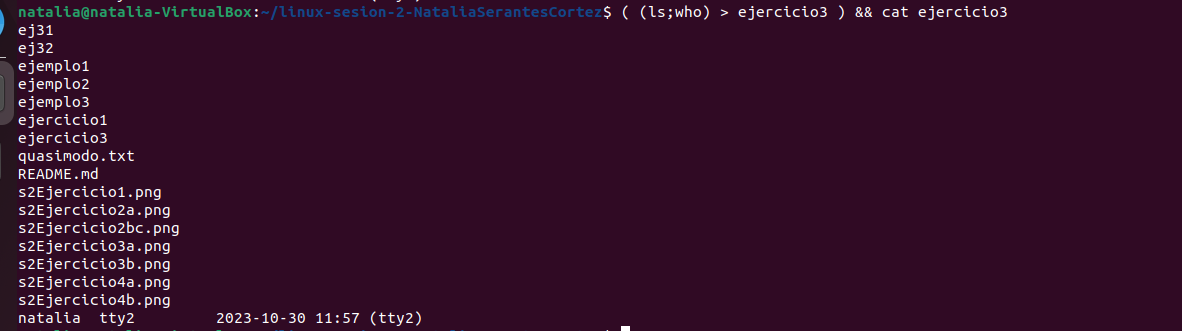 natalia@natalia-VirtualBox:~/linux-sesion-2-NataliaSerantesCortez$ ( (ls;who) > ejercicio3 ) && cat ejercicio3
ej31
ej32
ejemplo1
ejemplo2
ejemplo3
ejercicio1
ejercicio3
quasimodo.txt
README.md
s2Ejercicio1.png
s2Ejercicio2a.png
s2Ejercicio2bc.png
s2Ejercicio3a.png
s2Ejercicio3b.png
s2Ejercicio4a.png
s2Ejercicio4b.png
natalia  tty2         2023-10-30 11:57 (tty2)